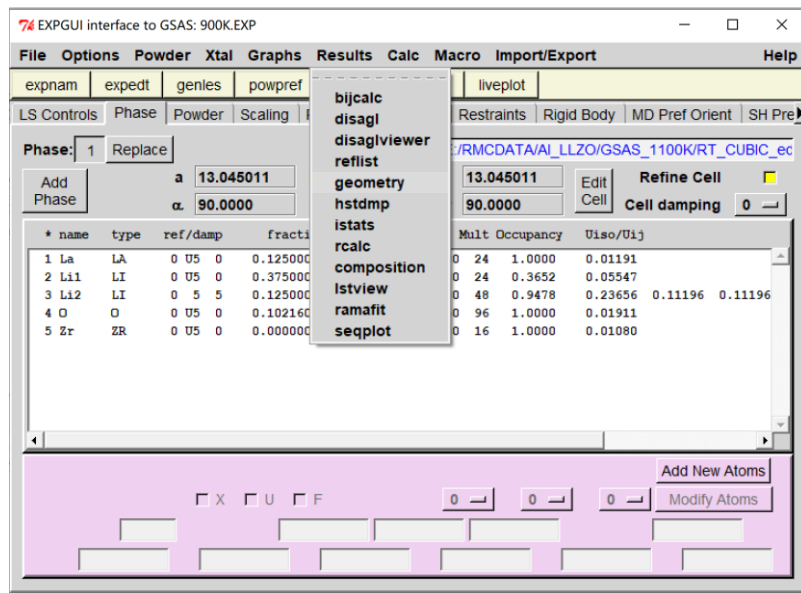 EXPGUI interface to GSAS: 900K.EXP
File Options Powder Xtal Graphs Results Calc Macro Import/Export Help
expnam expedt genles powpref liveplot
LS Controls Phase Powder Scaling Restraints Rigid Body MD Pref Orient SH Pre
Phase: 1 Replace :/RMCDATA/Al_LLZO/GSAS_1100K/RT_CUBIC_ed
Add Phase a 13.045011 13.045011 Edit Cell Refine Cell
α 90.0000 90.0000 Cell damping 0
* name type ref/damp fracti Mult Occupancy Uiso/Uij
1 La LA 0 U5 0 0.125000 0 24 1.0000 0.01191
2 Li1 LI 0 U5 0 0.375000 0 24 0.3652 0.05547
3 Li2 LI 0 5 5 0.125000 0 48 0.9478 0.23656 0.11196 0.11196
4 O O 0 U5 0 0.102160 0 96 1.0000 0.01911
5 Zr ZR 0 U5 0 0.000000 0 16 1.0000 0.01080
bijcalc
disagl
disaglviewer
reflist
geometry
hstdmp
istats
rcalc
composition
lstview
ramafit
seqplot
Add New Atoms
X U F 0 0 0 Modify Atoms